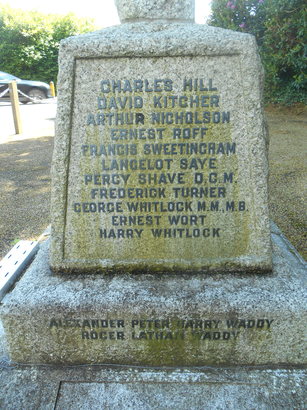 CHARLES HILL
DAVID KITCHER
ARTHUR NICHOLSON
ERNEST ROFF
FRANCIS SWEETINGHAM
LANCELOT SAYE
PERCY SHAVE D.C.M.
FREDERICK TURNER
GEORGE WHITLOCK M.M., M.B.
ERNEST WORT
HARRY WHITLOCK
ALEXANDER PETER HARRY WADDY
ROGER LATHAM WADDY